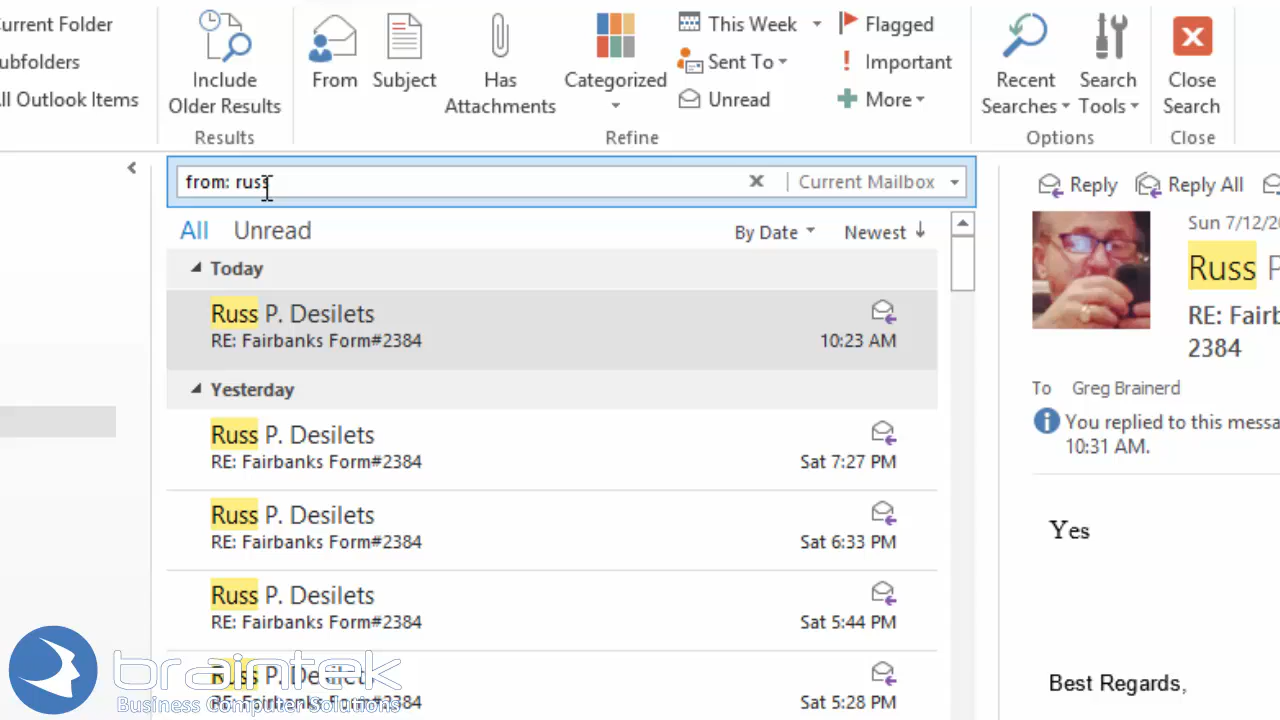 urrent Folder
ubfolders
ll Outlook Items
Include
Older Results
Results
From
Subject
Has
Attachments
Categorized
This Week
Sent To
Unread
Flagged
Important
More
Refine
Recent
Searches
Search
Tools
Options
Close
Search
Close
from: russ
Current Mailbox
All Unread
By Date Newest
Today
Russ P. Desilets
RE: Fairbanks Form#2384
10:23 AM
Yesterday
Russ P. Desilets
RE: Fairbanks Form#2384
Sat 7:27 PM
Russ P. Desilets
RE: Fairbanks Form#2384
Sat 6:33 PM
Russ P. Desilets
RE: Fairbanks Form#2384
Sat 5:44 PM
Russ P. Desilets
RE: Fairbanks Form#2384
Sat 5:28 PM
Reply Reply All
Sun 7/12/20
Russ P
RE: Fairb
2384
To Greg Brainerd
You replied to this messa
10:31 AM.
Yes
Best Regards,
braintek
Business Computer Solutions